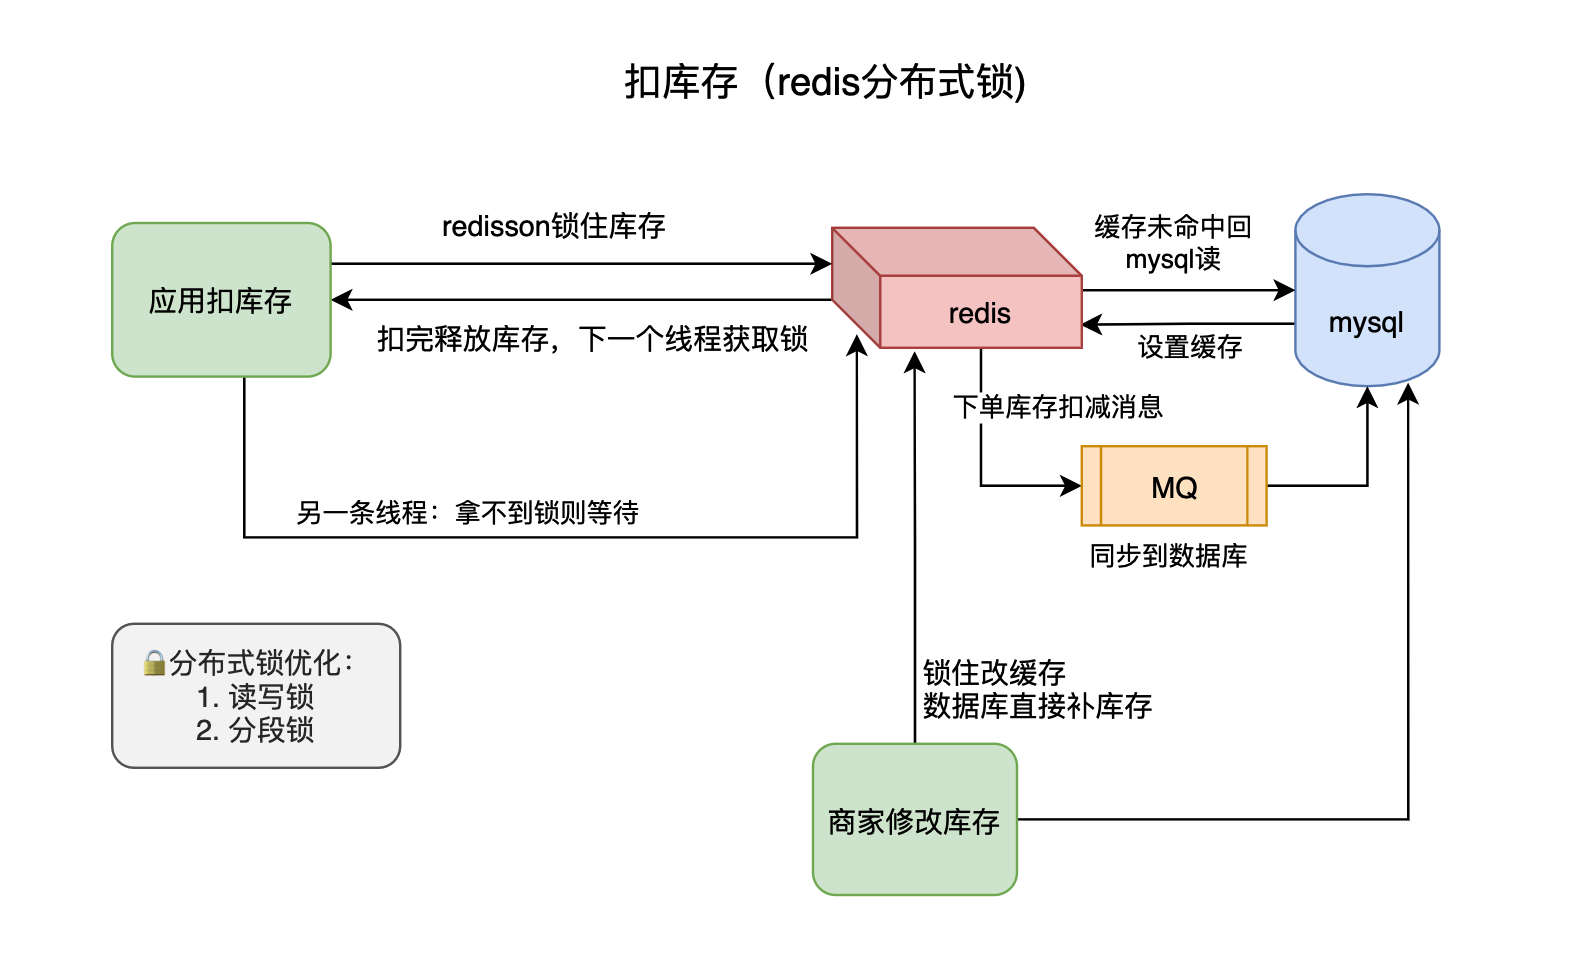 扣库存（redis分布式锁)
redisson锁住库存
缓存未命中回
mysql读
应用扣库存
redis
mysql
扣完释放库存，下一个线程获取锁
设置缓存
下单库存扣减消息
MQ
另一条线程：拿不到锁则等待
同步到数据库
🔒分布式锁优化：
1. 读写锁
2. 分段锁
锁住改缓存
数据库直接补库存
商家修改库存